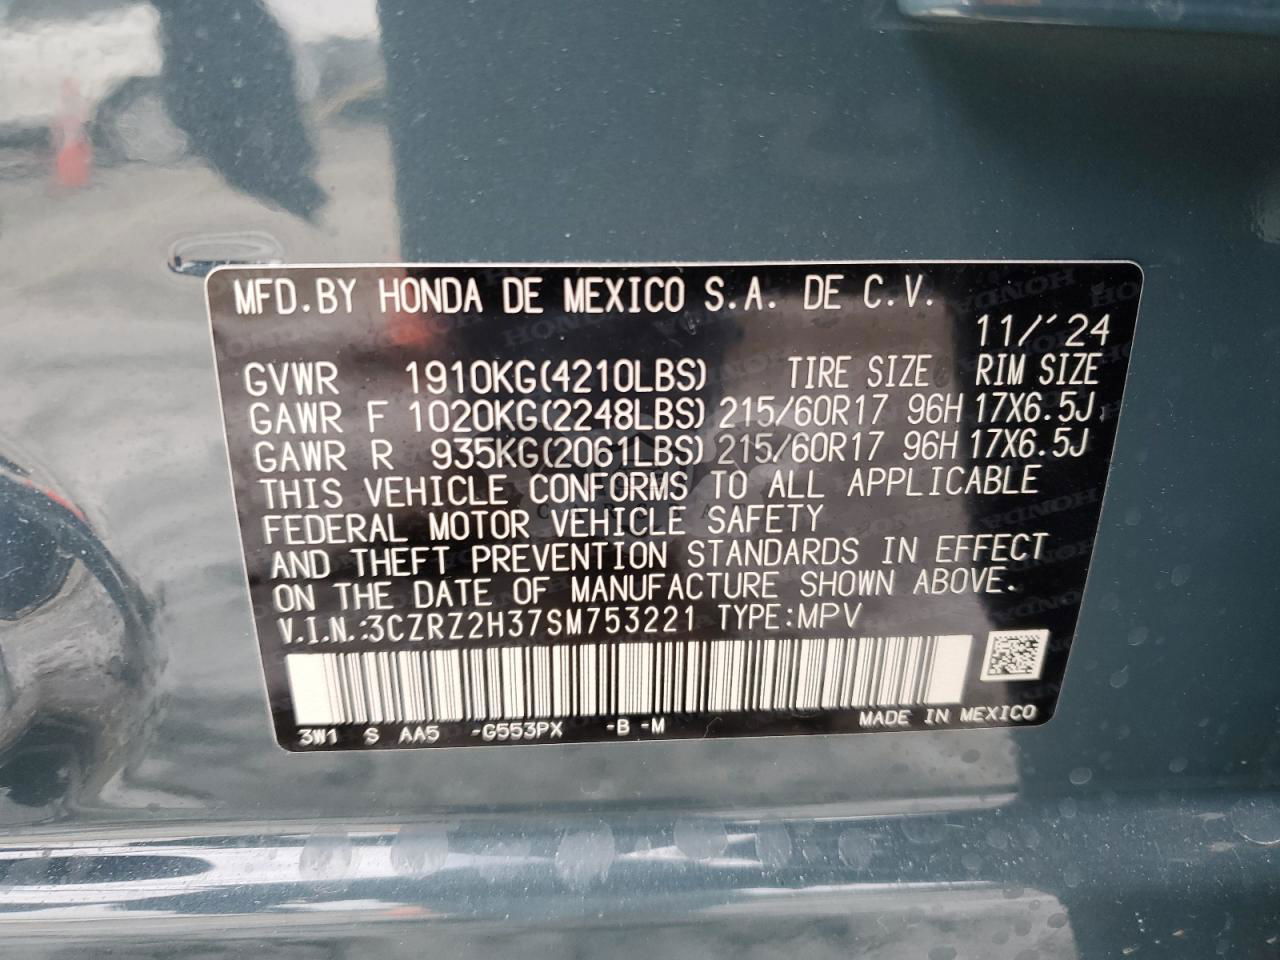 MFD.BY HONDA DE MEXICO S.A. DE C.V.
11/´24
GVWR 1910KG(4210LBS) TIRE SIZE RIM SIZE
GAWR F 1020KG(2248LBS) 215/60R17 96H 17X6.5J
GAWR R 935KG(2061LBS) 215/60R17 96H 17X6.5J
THIS VEHICLE CONFORMS TO ALL APPLICABLE
FEDERAL MOTOR VEHICLE SAFETY
AND THEFT PREVENTION STANDARDS IN EFFECT
ON THE DATE OF MANUFACTURE SHOWN ABOVE.
V.I.N.:3CZRZ2H37SM753221 TYPE:MPV
3W1 S AA5 -G553PX -B -M MADE IN MEXICO